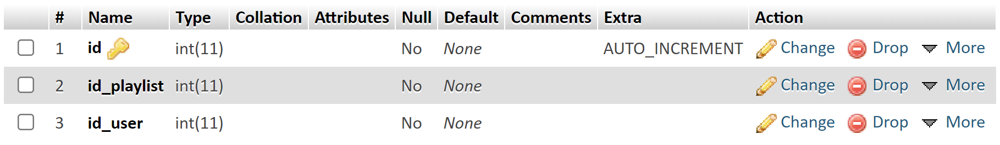 # Name Type Collation Attributes Null Default Comments Extra Action
1 id int(11) No None AUTO_INCREMENT Change Drop More
2 id_playlist int(11) No None Change Drop More
3 id_user int(11) No None Change Drop More